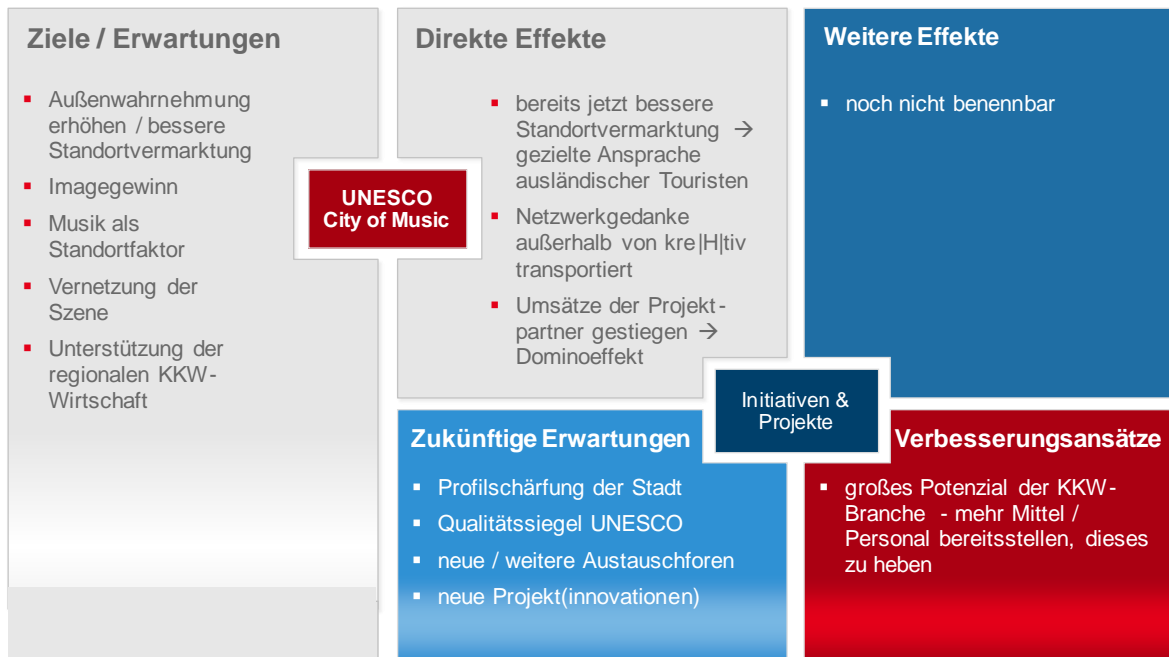 Ziele / Erwartungen
Außenwahrnehmung
erhöhen / bessere
Standortvermarktung
Imagegewinn
Musik als
Standortfaktor
Vernetzung der
Szene
Unterstützung der
regionalen KKW-
Wirtschaft
UNESCO
City of Music
Direkte Effekte
bereits jetzt bessere
Standortvermarktung →
gezielte Ansprache
ausländischer Touristen
Netzwerkgedanke
außerhalb von kre|H|tiv
transportiert
Umsätze der Projekt-
partner gestiegen →
Dominoeffekt
Weitere Effekte
noch nicht benennbar
Initiativen &
Projekte
Zukünftige Erwartungen
Profilschärfung der Stadt
Qualitätssiegel UNESCO
neue / weitere Austauschforen
neue Projekt(innovationen)
Verbesserungsansätze
großes Potenzial der KKW-
Branche - mehr Mittel /
Personal bereitsstellen, dieses
zu heben